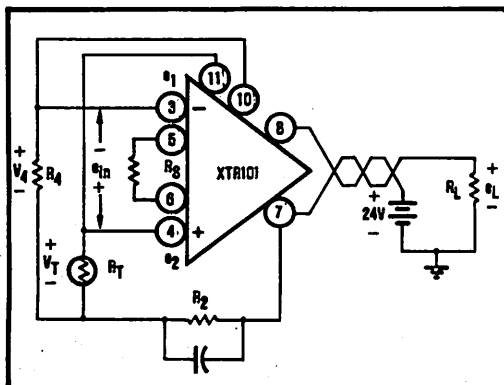 e1
11
10
3
−
8
+
V4
−
R4
−
ein
+
5
RS
6
XTR101
4
+
7
e2
+
VT
−
RT
R2
+
24V
−
RL
+
eL
−